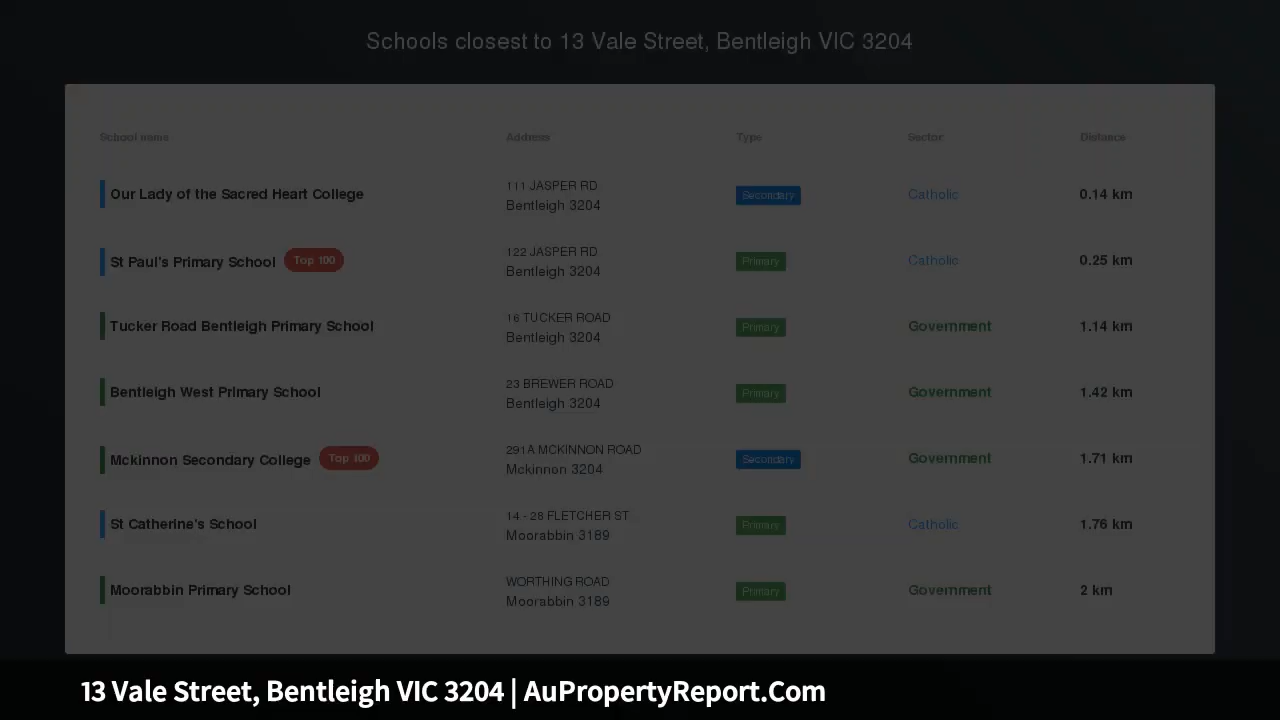 Schools closest to 13 Vale Street, Bentleigh VIC 3204
School name Address Type Sector Distance
Our Lady of the Sacred Heart College 111 JASPER RD Bentleigh 3204 Secondary Catholic 0.14 km
St Paul's Primary School Top 100 122 JASPER RD Bentleigh 3204 Primary Catholic 0.25 km
Tucker Road Bentleigh Primary School 16 TUCKER ROAD Bentleigh 3204 Primary Government 1.14 km
Bentleigh West Primary School 23 BREWER ROAD Bentleigh 3204 Primary Government 1.42 km
Mckinnon Secondary College Top 100 291A MCKINNON ROAD Mckinnon 3204 Secondary Government 1.71 km
St Catherine's School 14 - 28 FLETCHER ST Moorabbin 3189 Primary Catholic 1.76 km
Moorabbin Primary School WORTHING ROAD Moorabbin 3189 Primary Government 2 km
13 Vale Street, Bentleigh VIC 3204 | AuPropertyReport.Com